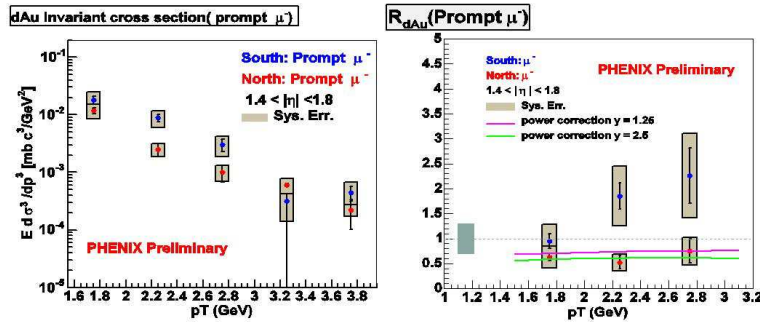 dAu Invariant cross section( prompt μ⁻)
E d σ³/dp³ [mb c³/GeV²]
10⁻¹
10⁻²
10⁻³
10⁻⁴
10⁻⁵
South: Prompt μ⁻
North: Prompt μ⁻
1.4 < |η| <1.8
Sys. Err.
PHENIX Preliminary
1.6 1.8 2 2.2 2.4 2.6 2.8 3 3.2 3.4 3.6 3.8
pT (GeV)
R_dAu(Prompt μ⁻)
5
4.5
4
3.5
3
2.5
2
1.5
1
0.5
0
South: μ⁻
North: μ⁻
1.4 < |η| < 1.8
Sys. Err.
power correction y = 1.25
power correction y = 2.5
PHENIX Preliminary
1 1.2 1.4 1.6 1.8 2 2.2 2.4 2.6 2.8 3 3.2
pT (GeV)